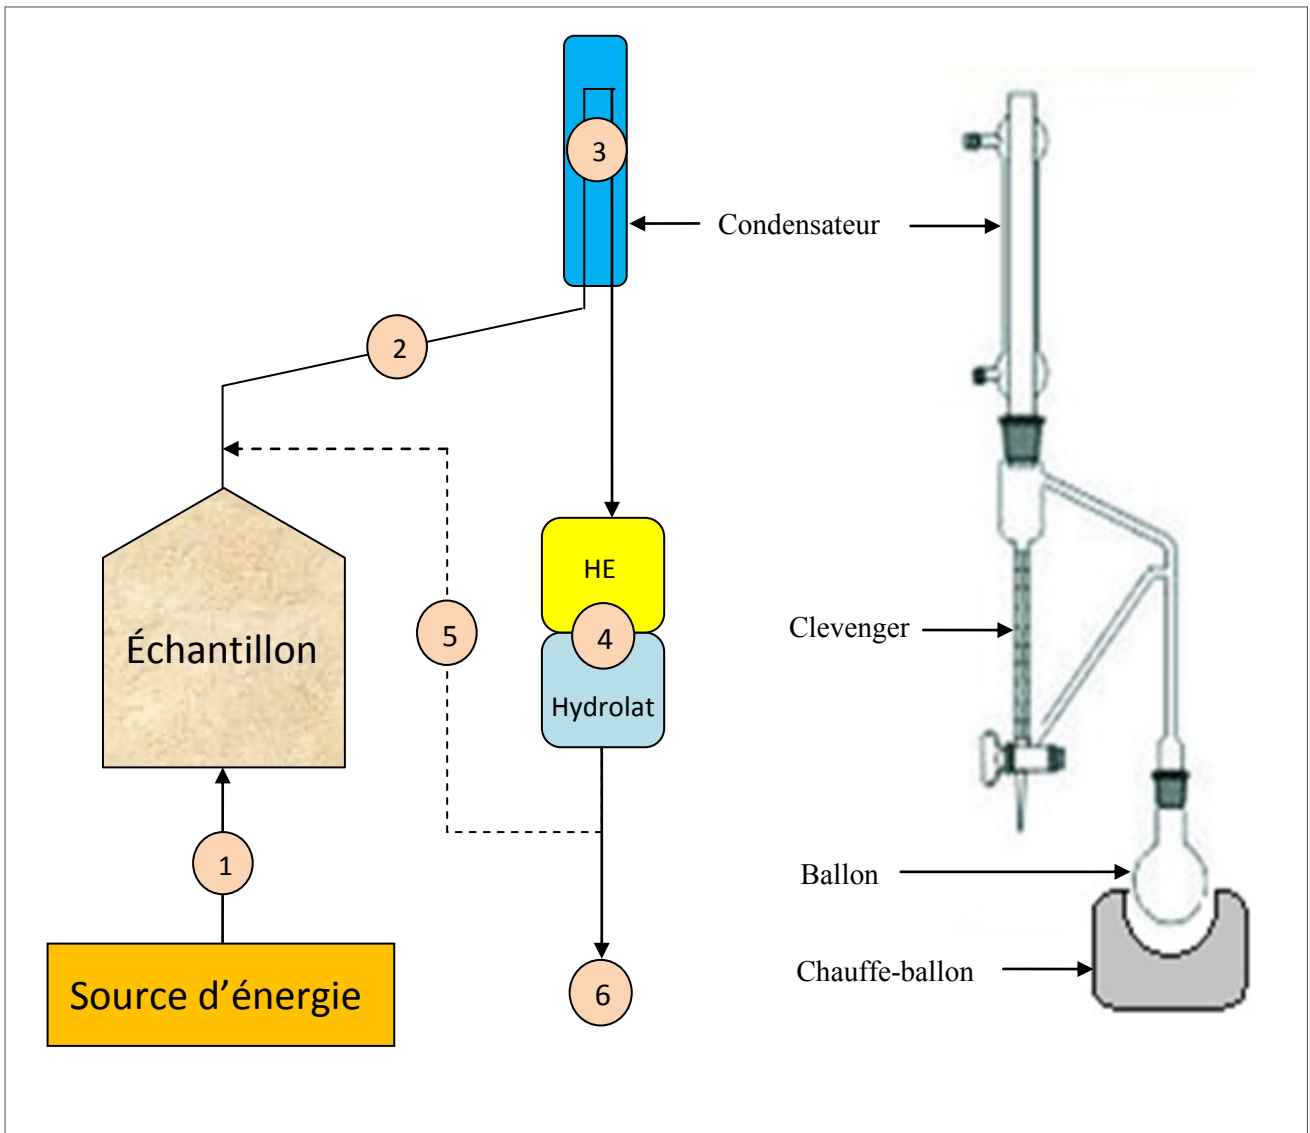 3
Condensateur
2
HE
Clevenger
5
4
Échantillon
Hydrolat
1
Ballon
Chauffe-ballon
Source d'énergie
6